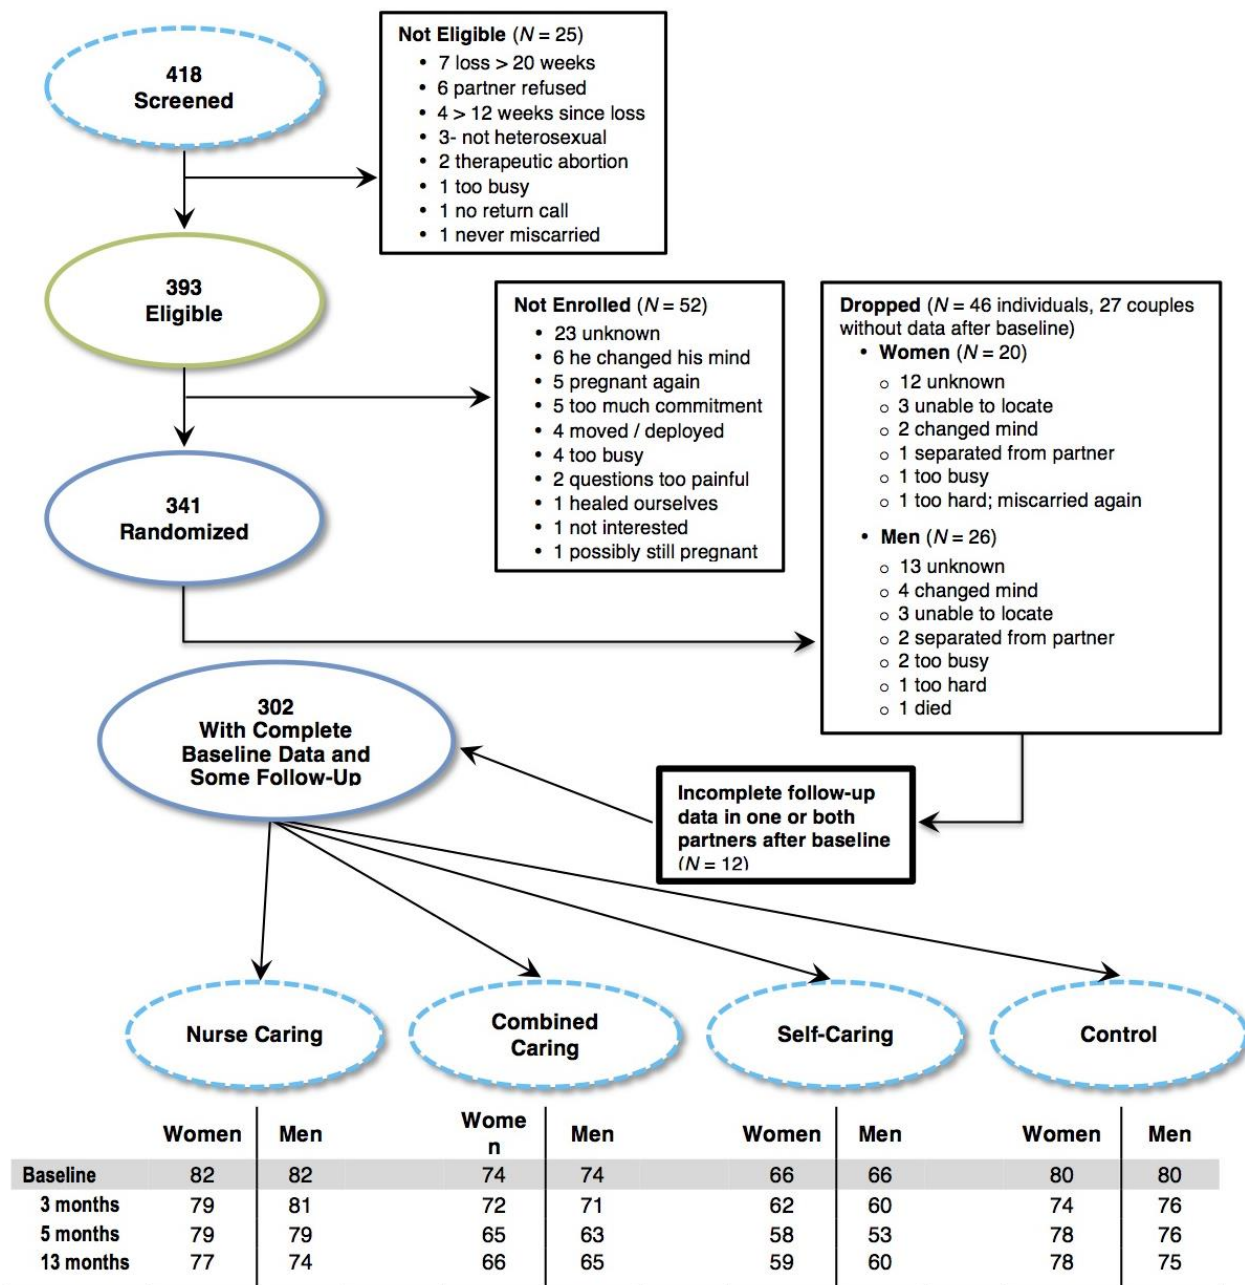 418
Screened
Not Eligible (N = 25)
• 7 loss > 20 weeks
• 6 partner refused
• 4 > 12 weeks since loss
• 3- not heterosexual
• 2 therapeutic abortion
• 1 too busy
• 1 no return call
• 1 never miscarried
393
Eligible
Not Enrolled (N = 52)
• 23 unknown
• 6 he changed his mind
• 5 pregnant again
• 5 too much commitment
• 4 moved / deployed
• 4 too busy
• 2 questions too painful
• 1 healed ourselves
• 1 not interested
• 1 possibly still pregnant
Dropped (N = 46 individuals, 27 couples
without data after baseline)
• Women (N = 20)
○ 12 unknown
○ 3 unable to locate
○ 2 changed mind
○ 1 separated from partner
○ 1 too busy
○ 1 too hard; miscarried again
• Men (N = 26)
○ 13 unknown
○ 4 changed mind
○ 3 unable to locate
○ 2 separated from partner
○ 2 too busy
○ 1 too hard
○ 1 died
341
Randomized
302
With Complete
Baseline Data and
Some Follow-Up
Incomplete follow-up
data in one or both
partners after baseline
(N = 12)
Nurse Caring
Combined
Caring
Self-Caring
Control
Women Men Wome
n Men Women Men Women Men
Baseline 82 82 74 74 66 66 80 80
3 months 79 81 72 71 62 60 74 76
5 months 79 79 65 63 58 53 78 76
13 months 77 74 66 65 59 60 78 75